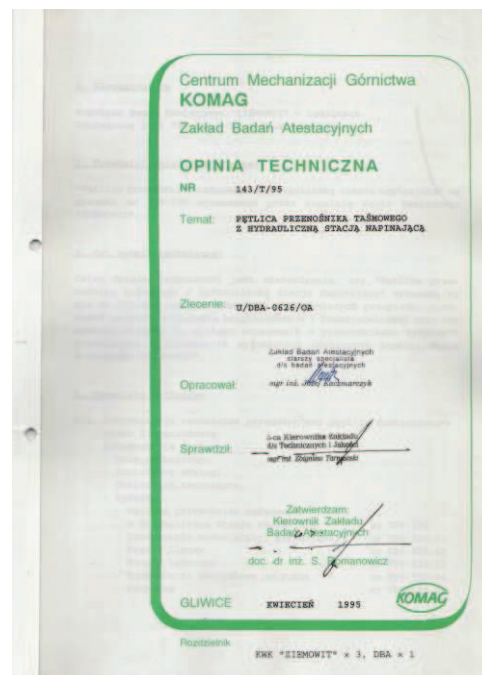 Centrum Mechanizacji Górnictwa
KOMAG
Zakład Badań Atestacyjnych
OPINIA TECHNICZNA
NR 143/T/95
Temat: PĘTLICA PRZENOŚNIKA TAŚMOWEGO
Z HYDRAULICZNĄ STACJĄ NAPINAJĄCĄ
Zlecenie: U/DBA-0626/OA
Zakład Badań Atestacyjnych
starszy specjalista
d/s badań atestacyjnych
Opracował: mgr inż. Kaczmarczyk
Z-ca Kierownika Zakładu
d/s Technicznych i Jakości
Sprawdził:
mgr inż. Zbigniew
Zatwierdzam:
Kierownik Zakładu
Badań Atestacyjnych
doc. dr inż. S. Romanowicz
GLIWICE KWIECIEŃ 1995
KOMAG
Rozdzielnik
KWK "ZIEMOWIT" × 3, DBA × 1